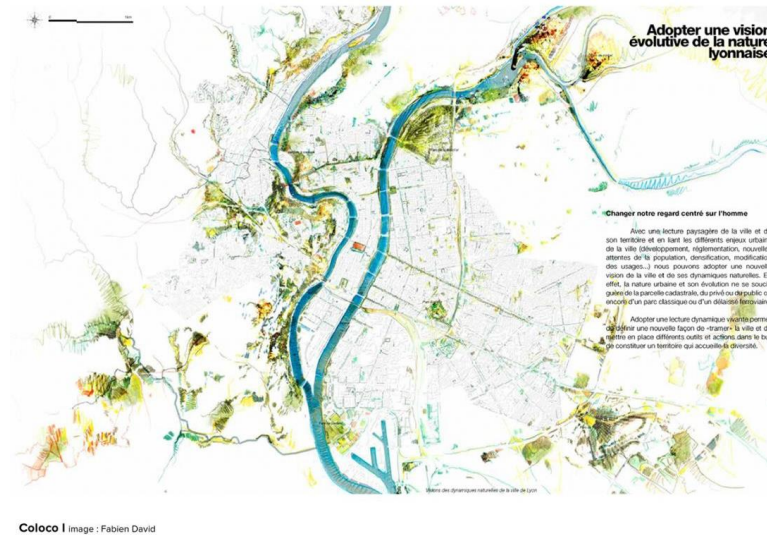 Adopter une vision
évolutive de la nature
lyonnaise
Changer notre regard centré sur l'homme
Avec une lecture paysagère de la ville et d
son territoire et en liant les différents enjeux urbain
de la ville (développement, réglementation, nouvelle
attentes de la population, densification, modificatio
des usages...) nous pouvons adopter une nouvell
vision de la ville et de ses dynamiques naturelles. E
effet, la nature urbaine et son évolution ne se souci
guère de la parcelle cadastrale, du privé ou du public o
encore d'un parc classique ou d'un délaissé ferroviair
Adopter une lecture dynamique vivante perme
de définir une nouvelle façon de «tramer» la ville et d
mettre en place différents outils et actions dans le bu
de constituer un territoire qui accueille la diversité.
Visions des dynamiques naturelles de la ville de Lyon
Coloco I image : Fabien David